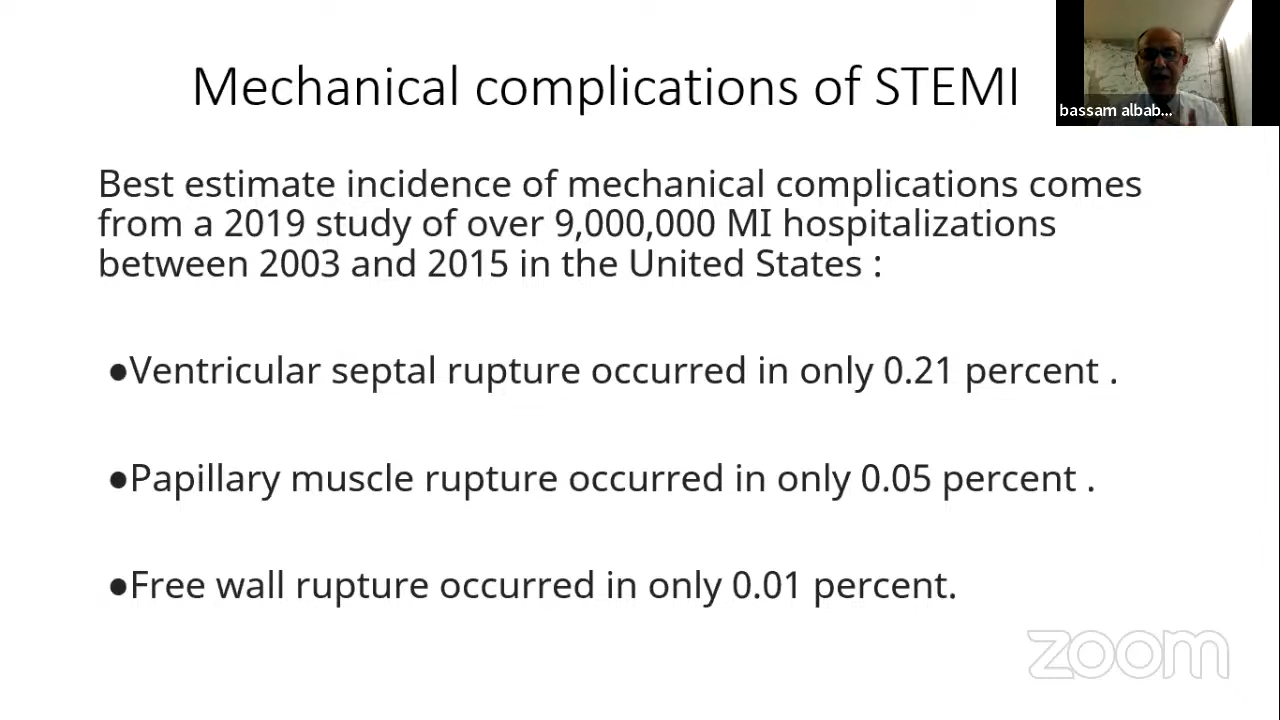 Mechanical complications of STEMI
bassam albab...
Best estimate incidence of mechanical complications comes
from a 2019 study of over 9,000,000 MI hospitalizations
between 2003 and 2015 in the United States :
●Ventricular septal rupture occurred in only 0.21 percent .
●Papillary muscle rupture occurred in only 0.05 percent .
●Free wall rupture occurred in only 0.01 percent.
zoom